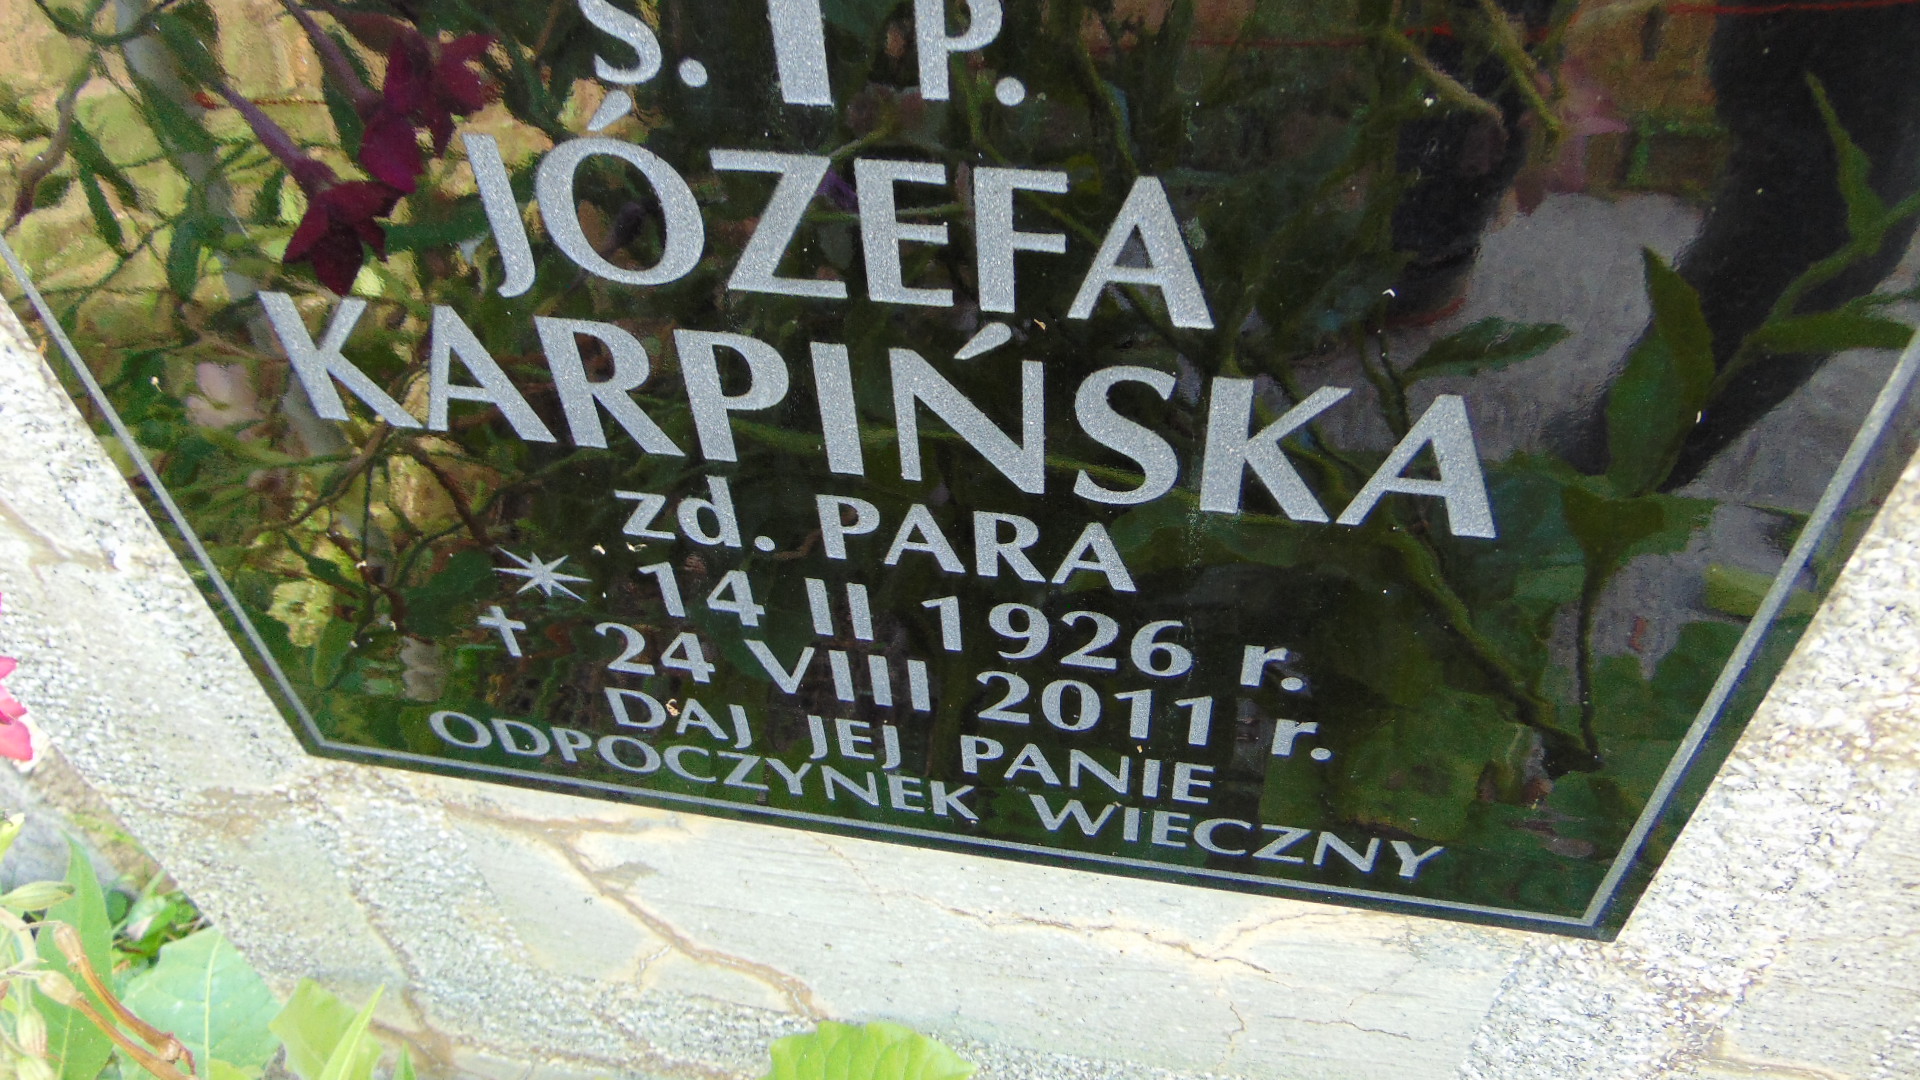 Ś. † P.
JÓZEFA
KARPIŃSKA
zd. PARA
* 14 II 1926 r.
† 24 VIII 2011 r.
DAJ JEJ PANIE
ODPOCZYNEK WIECZNY